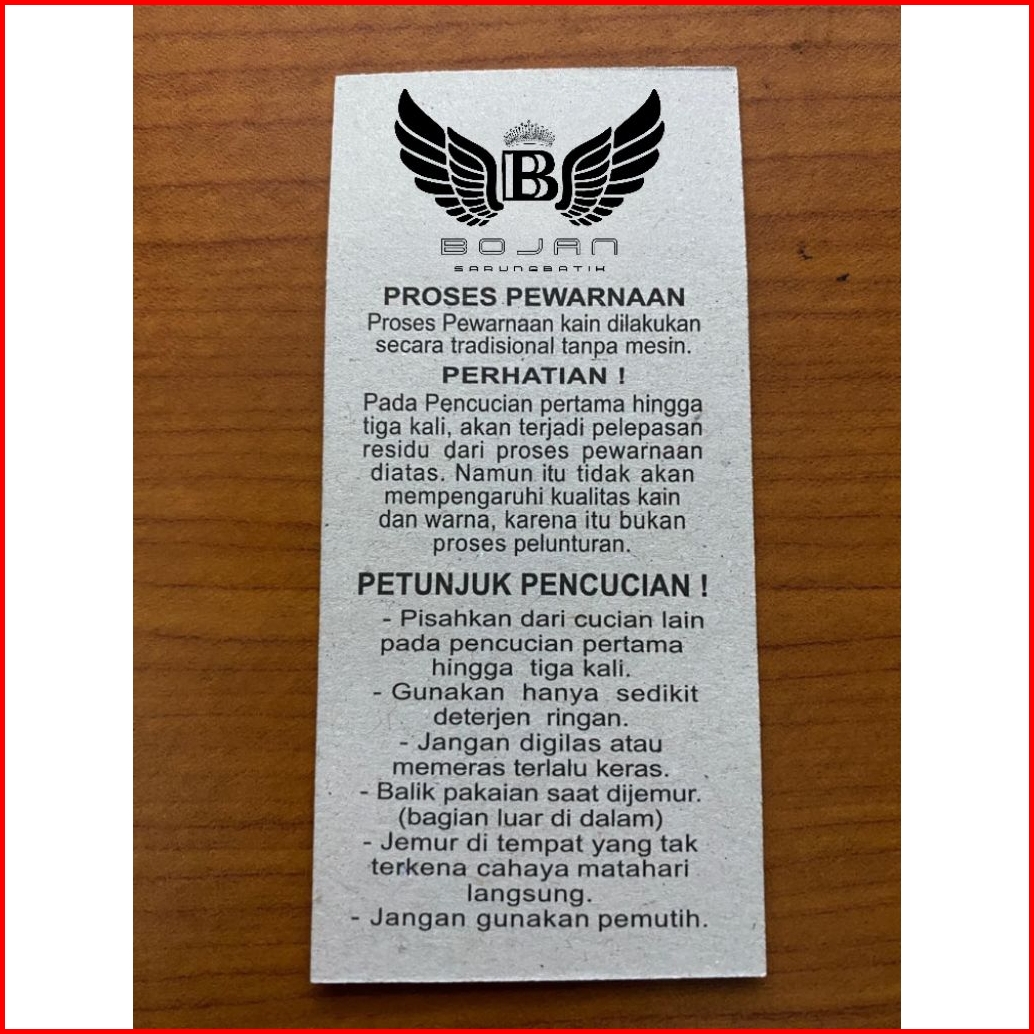 B
BOJAN
SARUNGBATIK
PROSES PEWARNAAN
Proses Pewarnaan kain dilakukan
secara tradisional tanpa mesin.
PERHATIAN !
Pada Pencucian pertama hingga
tiga kali, akan terjadi pelepasan
residu dari proses pewarnaan
diatas. Namun itu tidak akan
mempengaruhi kualitas kain
dan warna, karena itu bukan
proses pelunturan.
PETUNJUK PENCUCIAN !
- Pisahkan dari cucian lain
pada pencucian pertama
hingga tiga kali.
- Gunakan hanya sedikit
deterjen ringan.
- Jangan digilas atau
memeras terlalu keras.
- Balik pakaian saat dijemur.
(bagian luar di dalam)
- Jemur di tempat yang tak
terkena cahaya matahari
langsung.
- Jangan gunakan pemutih.